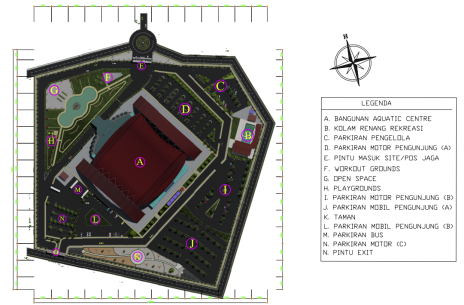 G
F
E
C
D
B
H
A
M
I
N
L
J
K
LEGENDA
A. BANGUNAN AQUATIC CENTRE
B. KOLAM RENANG REKREASI
C. PARKIRAN PENGELOLA
D. PARKIRAN MOTOR PENGUNJUNG (A)
E. PINTU MASUK SITE/POS JAGA
F. WORKOUT GROUNDS
G. OPEN SPACE
H. PLAYGROUNDS
I. PARKIRAN MOTOR PENGUNJUNG (B)
J. PARKIRAN MOBIL PENGUNJUNG (A)
K. TAMAN
L. PARKIRAN MOBIL PENGUNJUNG (B)
M. PARKIRAN BUS
N. PARKIRAN MOTOR (C)
N. PINTU EXIT